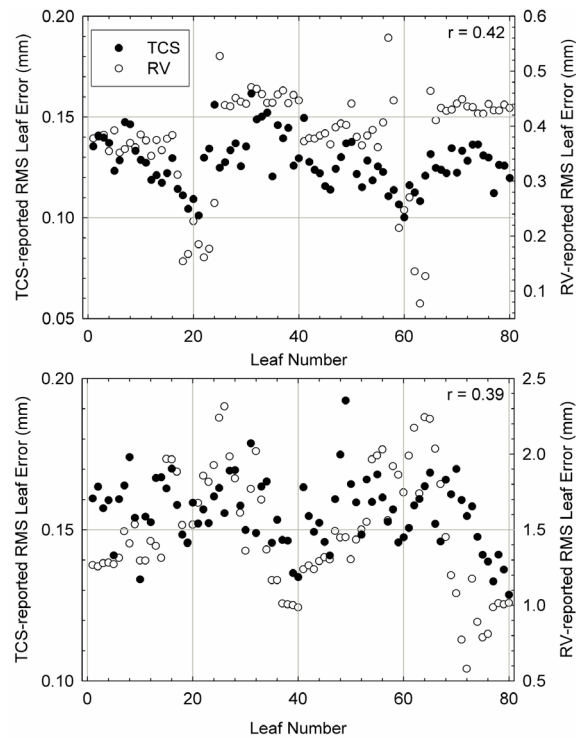 r = 0.42
TCS
RV
0.20
0.15
0.10
0.05
TCS-reported RMS Leaf Error (mm)
0.6
0.5
0.4
0.3
0.2
0.1
RV-reported RMS Leaf Error (mm)
0 20 40 60 80
Leaf Number
r = 0.39
0.20
0.15
0.10
TCS-reported RMS Leaf Error (mm)
2.5
2.0
1.5
1.0
0.5
RV-reported RMS Leaf Error (mm)
0 20 40 60 80
Leaf Number